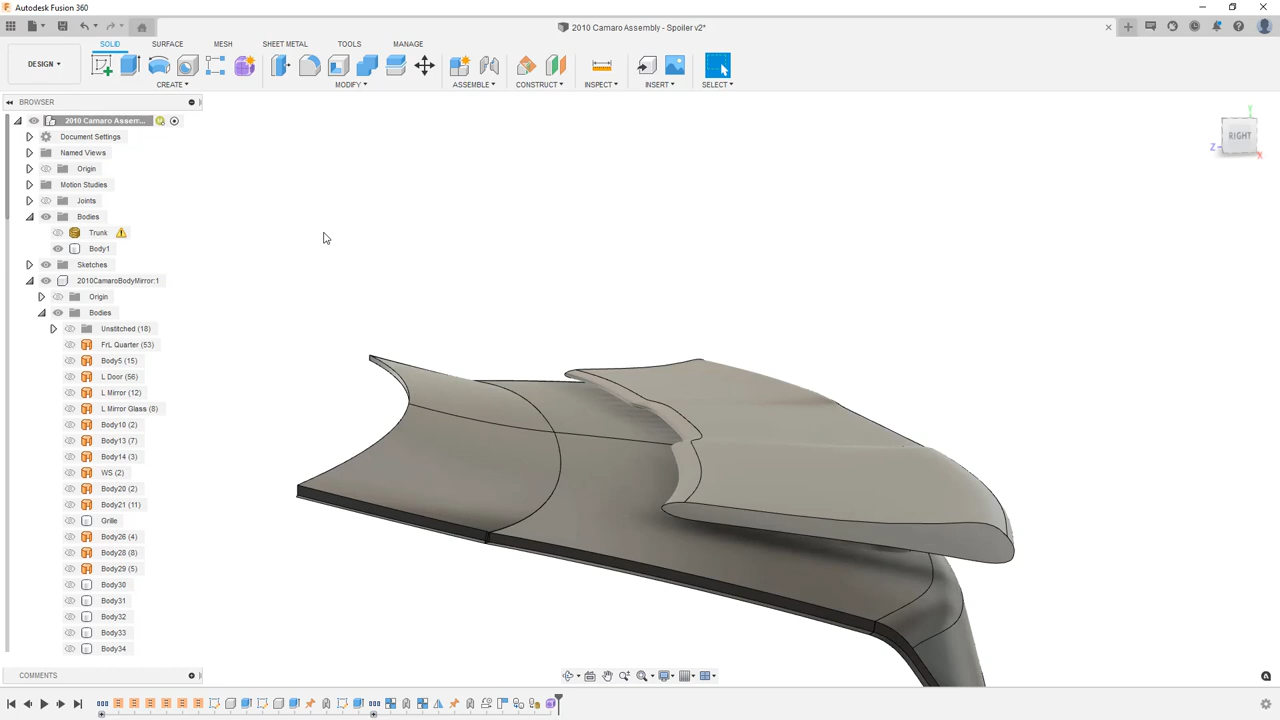 Autodesk Fusion 360
2010 Camaro Assembly - Spoiler v2*
SOLID SURFACE MESH SHEET METAL TOOLS MANAGE
DESIGN
CREATE MODIFY ASSEMBLE CONSTRUCT INSPECT INSERT SELECT
BROWSER
2010 Camaro Assem...
Document Settings
Named Views
Origin
Motion Studies
Joints
Bodies
Trunk
Body1
Sketches
2010CamaroBodyMirror:1
Origin
Bodies
Unstitched (18)
FrL Quarter (53)
Body5 (15)
L Door (56)
L Mirror (12)
L Mirror Glass (8)
Body10 (2)
Body13 (7)
Body14 (3)
WS (2)
Body20 (2)
Body21 (11)
Grille
Body26 (4)
Body28 (8)
Body29 (5)
Body30
Body31
Body32
Body33
Body34
COMMENTS
Y
RIGHT
Z
X